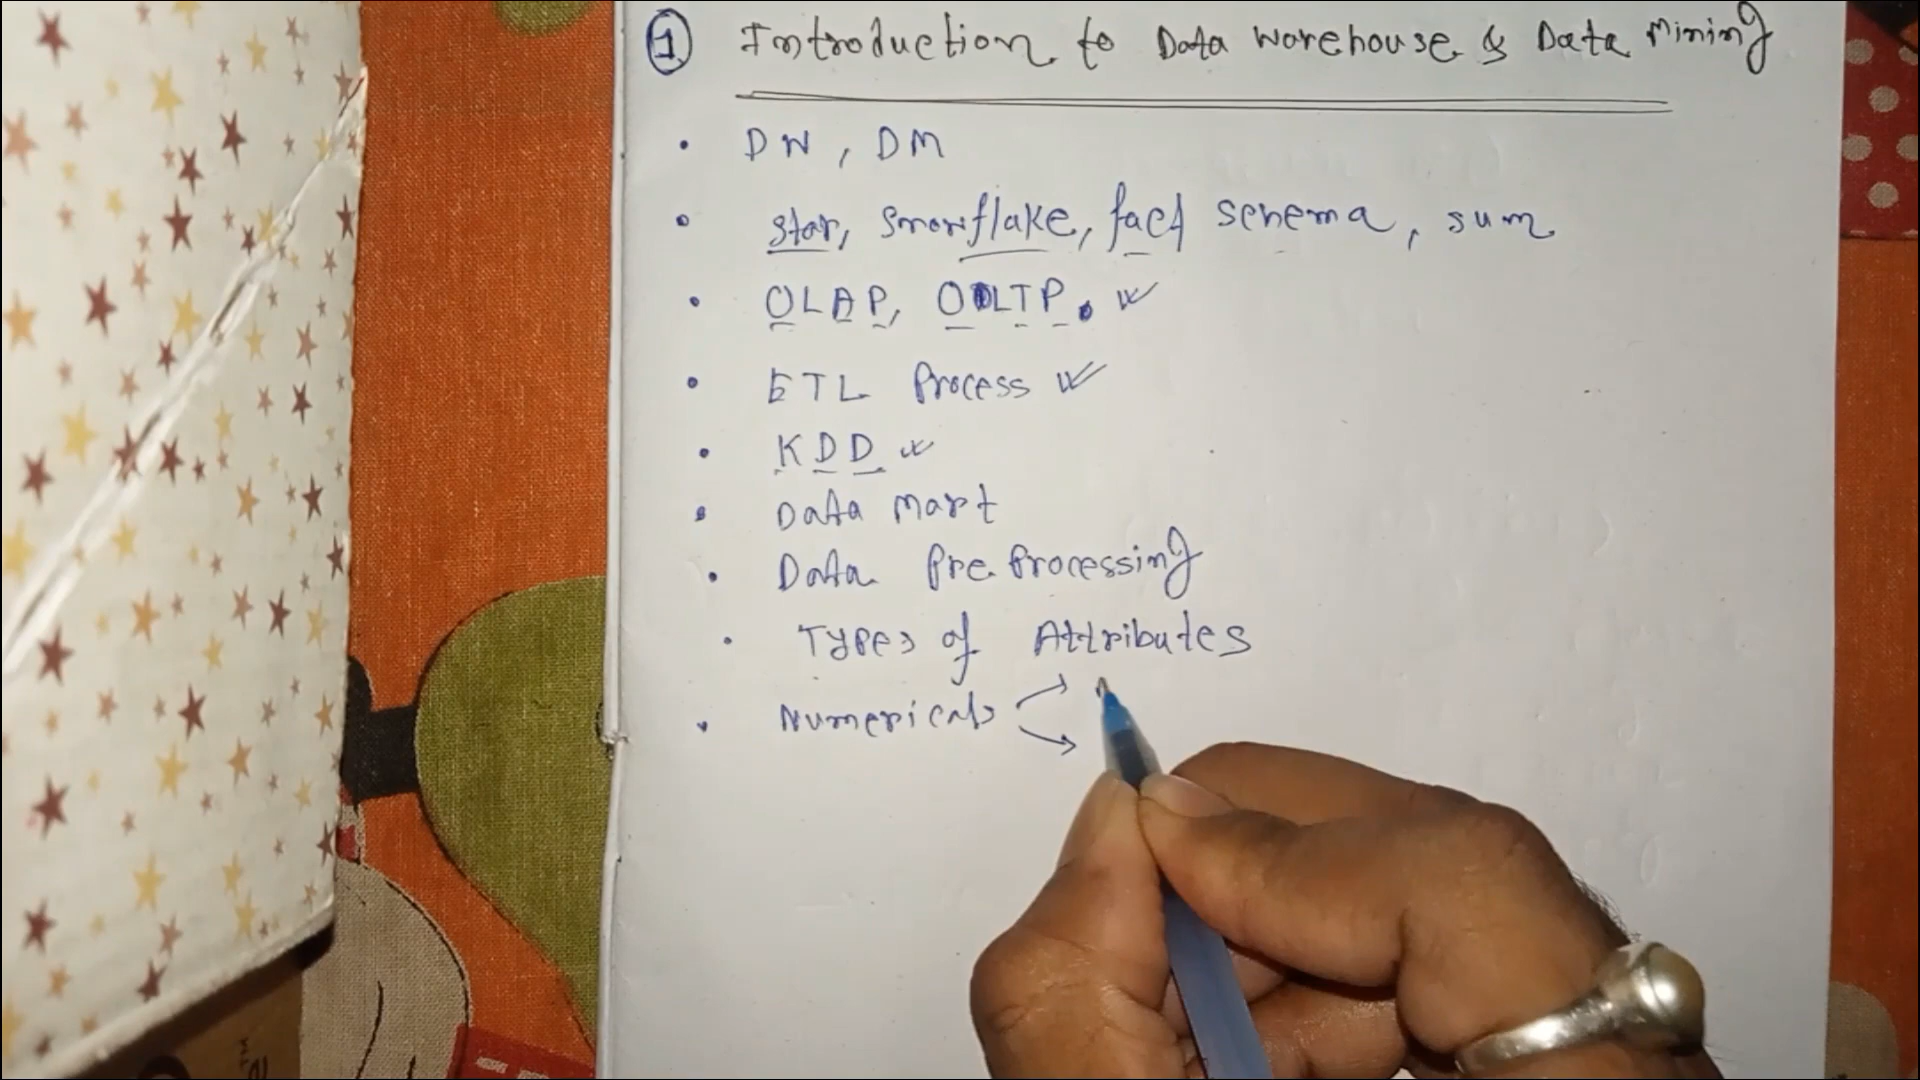 1 Introduction to Data Warehouse & Data Mining
• DW, DM
• Star, Snowflake, fact schema, sum
• OLAP, OLTP.
• ETL Process
• KDD
• Data Mart
• Data Pre Processing
• Types of Attributes
• Numericals